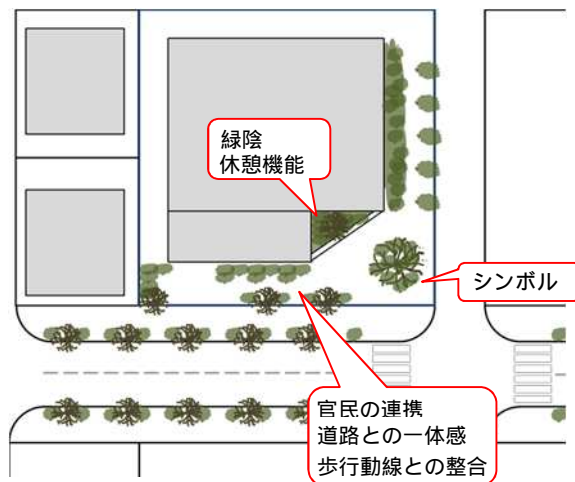 緑陰
休憩機能
シンボル
官民の連携
道路との一体感
歩行動線との整合